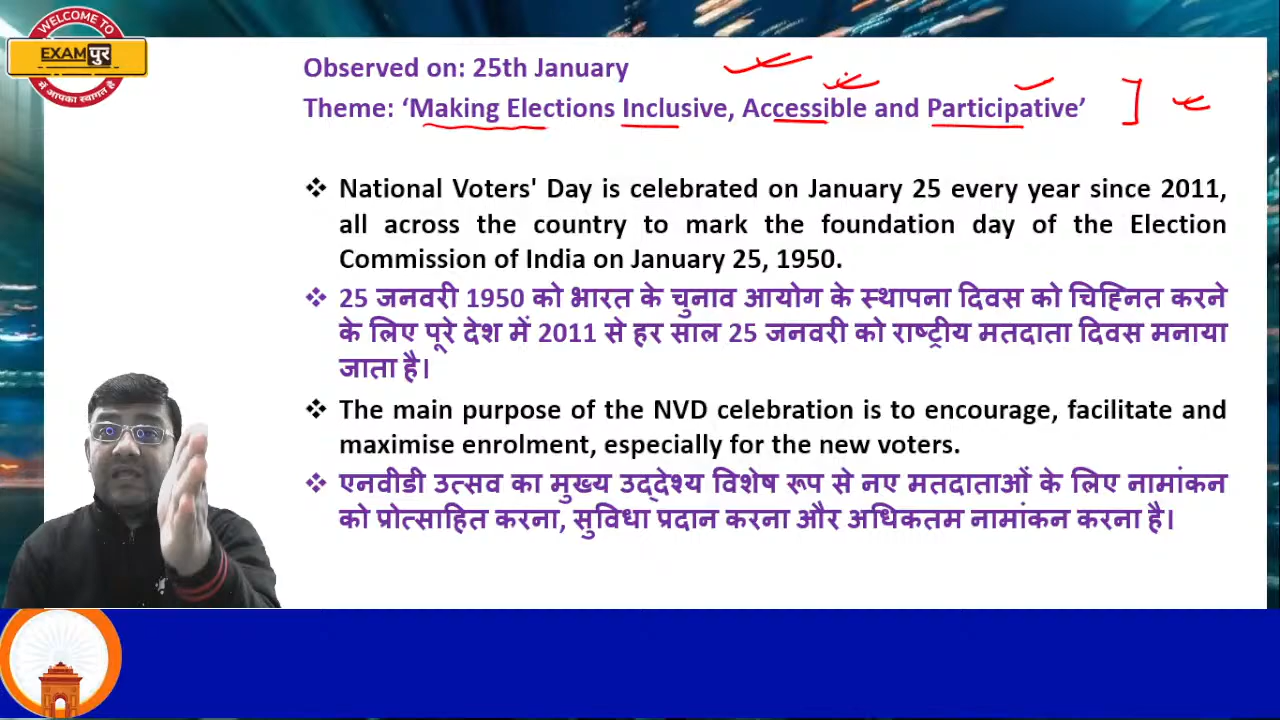 WELCOME TO
EXAM पुर
में आपका स्वागत है
Observed on: 25th January
Theme: ‘Making Elections Inclusive, Accessible and Participative’
❖ National Voters' Day is celebrated on January 25 every year since 2011,
all across the country to mark the foundation day of the Election
Commission of India on January 25, 1950.
❖ 25 जनवरी 1950 को भारत के चुनाव आयोग के स्थापना दिवस को चिह्नित करने
के लिए पूरे देश में 2011 से हर साल 25 जनवरी को राष्ट्रीय मतदाता दिवस मनाया
जाता है।
❖ The main purpose of the NVD celebration is to encourage, facilitate and
maximise enrolment, especially for the new voters.
❖ एनवीडी उत्सव का मुख्य उद्देश्य विशेष रूप से नए मतदाताओं के लिए नामांकन
को प्रोत्साहित करना, सुविधा प्रदान करना और अधिकतम नामांकन करना है।